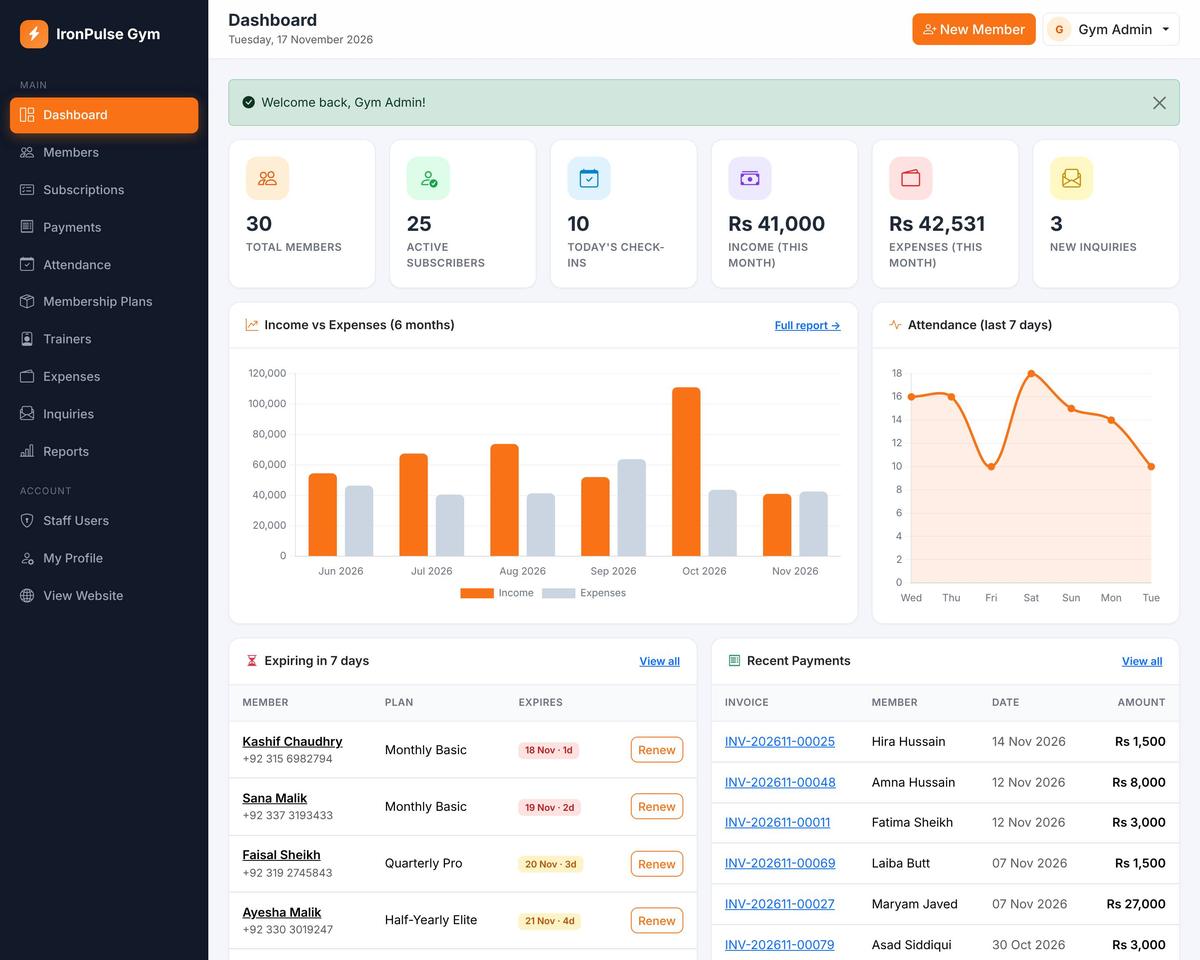 IronPulse Gym
MAIN
Dashboard
Members
Subscriptions
Payments
Attendance
Membership Plans
Trainers
Expenses
Inquiries
Reports
ACCOUNT
Staff Users
My Profile
View Website
Dashboard
Tuesday, 17 November 2026
New Member
G
Gym Admin
Welcome back, Gym Admin!
30
TOTAL MEMBERS
25
ACTIVE
SUBSCRIBERS
10
TODAY'S CHECK-
INS
Rs 41,000
INCOME (THIS
MONTH)
Rs 42,531
EXPENSES (THIS
MONTH)
3
NEW INQUIRIES
Income vs Expenses (6 months)
Full report →
120,000
100,000
80,000
60,000
40,000
20,000
0
Jun 2026 Jul 2026 Aug 2026 Sep 2026 Oct 2026 Nov 2026
Income Expenses
Attendance (last 7 days)
18
16
14
12
10
8
6
4
2
0
Wed Thu Fri Sat Sun Mon Tue
Expiring in 7 days
View all
MEMBER PLAN EXPIRES
Kashif Chaudhry
+92 315 6982794
Monthly Basic
18 Nov · 1d
Renew
Sana Malik
+92 337 3193433
Monthly Basic
19 Nov · 2d
Renew
Faisal Sheikh
+92 319 2745843
Quarterly Pro
20 Nov · 3d
Renew
Ayesha Malik
+92 330 3019247
Half-Yearly Elite
21 Nov · 4d
Renew
Recent Payments
View all
INVOICE MEMBER DATE AMOUNT
INV-202611-00025 Hira Hussain 14 Nov 2026 Rs 1,500
INV-202611-00048 Amna Hussain 12 Nov 2026 Rs 8,000
INV-202611-00011 Fatima Sheikh 12 Nov 2026 Rs 3,000
INV-202611-00069 Laiba Butt 07 Nov 2026 Rs 1,500
INV-202611-00027 Maryam Javed 07 Nov 2026 Rs 27,000
INV-202611-00079 Asad Siddiqui 30 Oct 2026 Rs 3,000